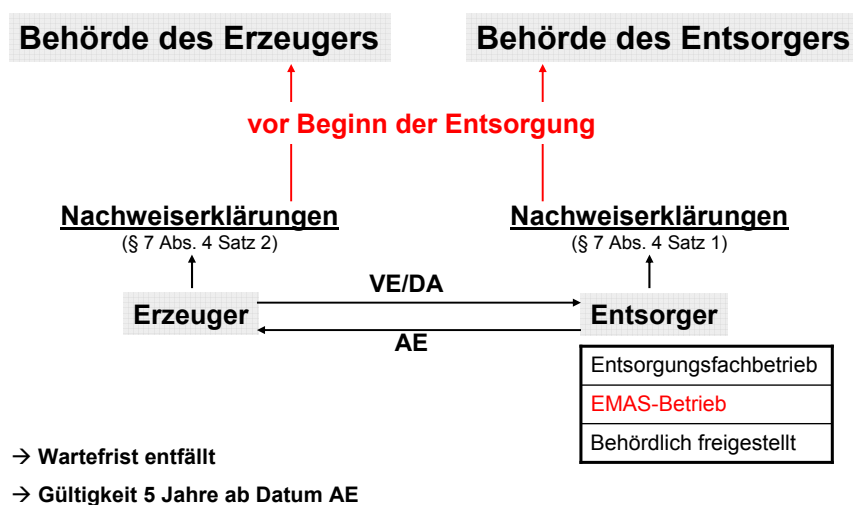 Behörde des Erzeugers
Behörde des Entsorgers
vor Beginn der Entsorgung
Nachweiserklärungen
(§ 7 Abs. 4 Satz 2)
Nachweiserklärungen
(§ 7 Abs. 4 Satz 1)
VE/DA
Erzeuger
Entsorger
AE
Entsorgungsfachbetrieb
EMAS-Betrieb
Behördlich freigestellt
→ Wartefrist entfällt
→ Gültigkeit 5 Jahre ab Datum AE